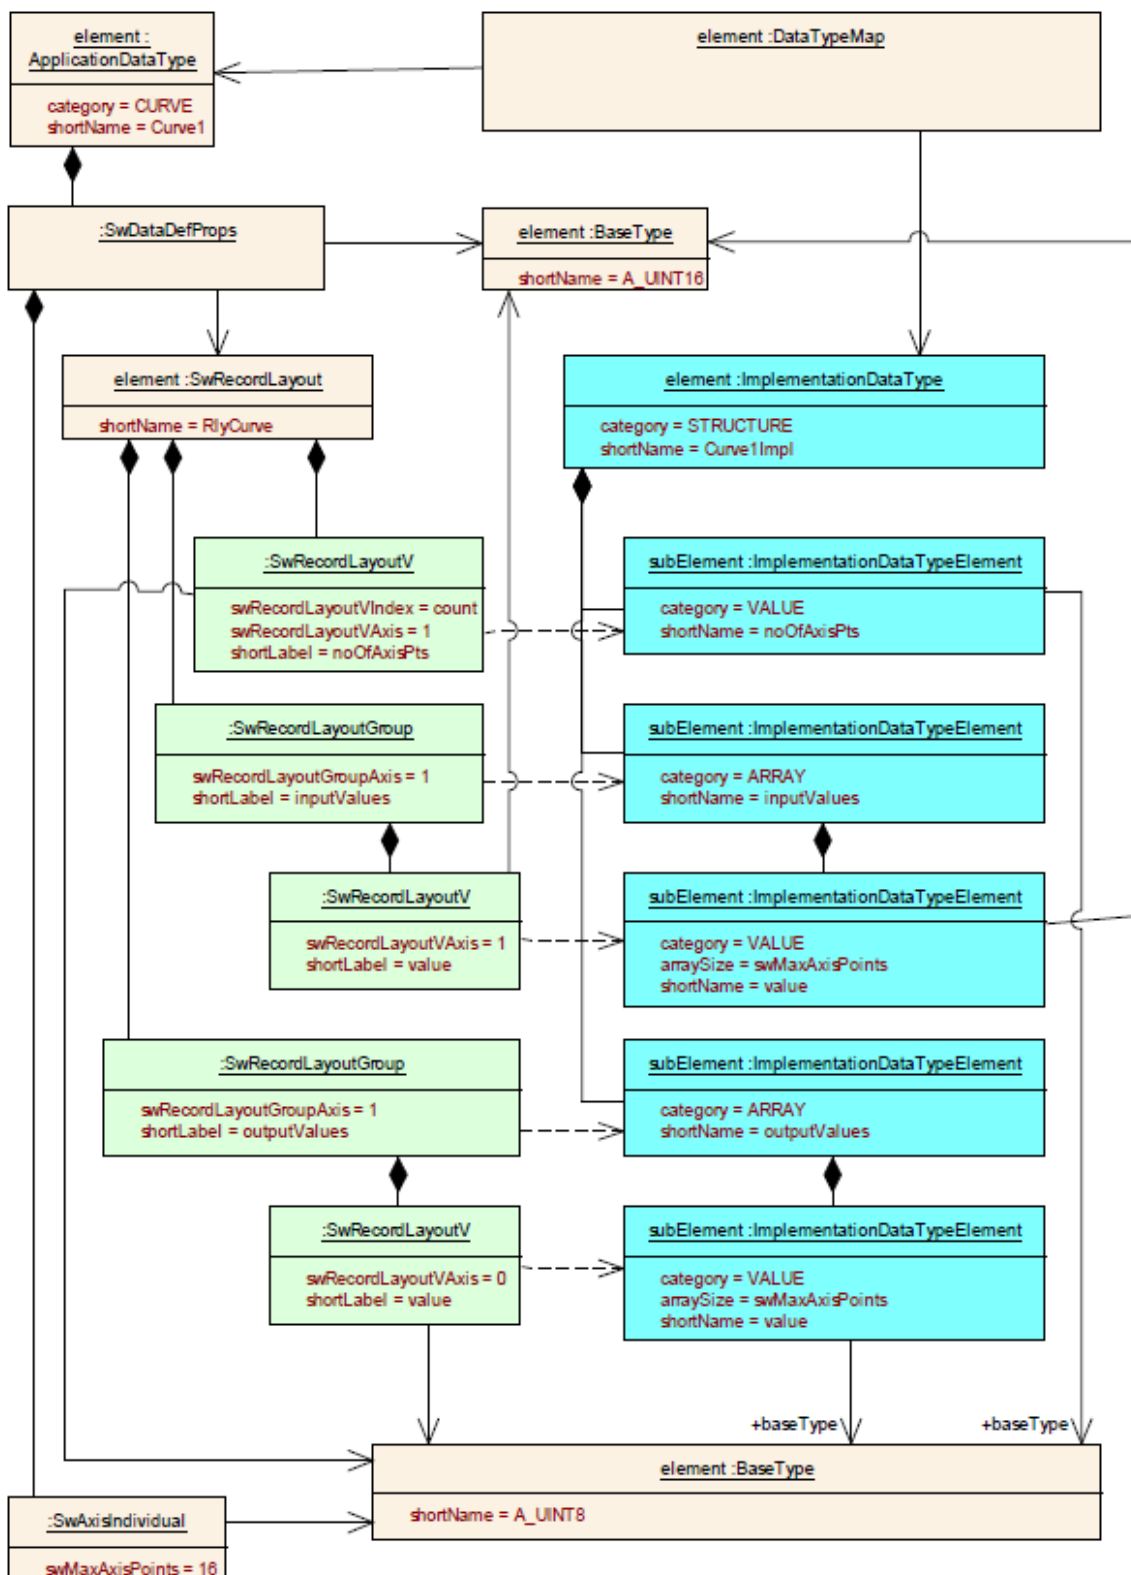 element :
ApplicationDataType
category = CURVE
shortName = Curve1
element :DataTypeMap
:SwDataDefProps
element :BaseType
shortName = A_UINT16
element :SwRecordLayout
shortName = RlyCurve
element :ImplementationDataType
category = STRUCTURE
shortName = Curve1Impl
:SwRecordLayoutV
swRecordLayoutVIndex = count
swRecordLayoutVAxis = 1
shortLabel = noOfAxisPts
subElement :ImplementationDataTypeElement
category = VALUE
shortName = noOfAxisPts
:SwRecordLayoutGroup
swRecordLayoutGroupAxis = 1
shortLabel = inputValues
subElement :ImplementationDataTypeElement
category = ARRAY
shortName = inputValues
:SwRecordLayoutV
swRecordLayoutVAxis = 1
shortLabel = value
subElement :ImplementationDataTypeElement
category = VALUE
arraySize = swMaxAxisPoints
shortName = value
:SwRecordLayoutGroup
swRecordLayoutGroupAxis = 1
shortLabel = outputValues
subElement :ImplementationDataTypeElement
category = ARRAY
shortName = outputValues
:SwRecordLayoutV
swRecordLayoutVAxis = 0
shortLabel = value
subElement :ImplementationDataTypeElement
category = VALUE
arraySize = swMaxAxisPoints
shortName = value
+baseType
+baseType
element :BaseType
shortName = A_UINT8
:SwAxisIndividual
swMaxAxisPoints = 16